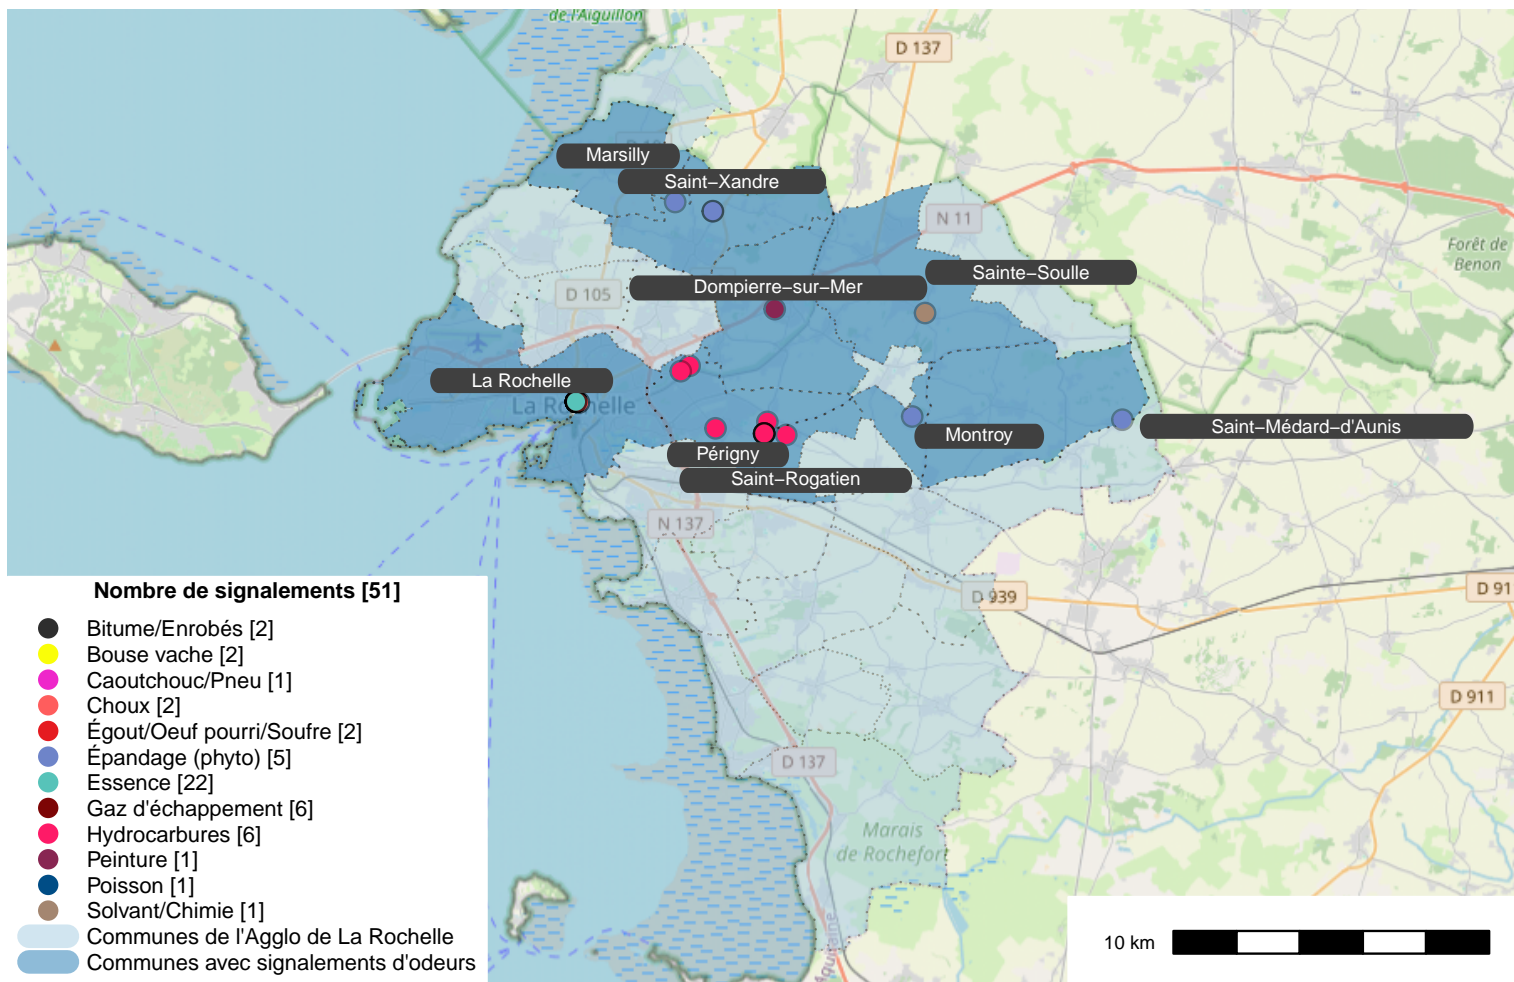 de l'Aiguillon
D 137
Marsilly
Saint−Xandre
N 11
Forêt de
Benon
Sainte−Soulle
Dompierre−sur−Mer
D 105
La Rochelle
La Rochelle
Saint−Médard−d'Aunis
Montroy
Périgny
Saint−Rogatien
N 137
D 939
D 91
D 911
D 137
Marais
de Rochefort
Aquitaine
Nombre de signalements [51]
Bitume/Enrobés [2]
Bouse vache [2]
Caoutchouc/Pneu [1]
Choux [2]
Égout/Oeuf pourri/Soufre [2]
Épandage (phyto) [5]
Essence [22]
Gaz d'échappement [6]
Hydrocarbures [6]
Peinture [1]
Poisson [1]
Solvant/Chimie [1]
Communes de l'Agglo de La Rochelle
Communes avec signalements d'odeurs
10 km